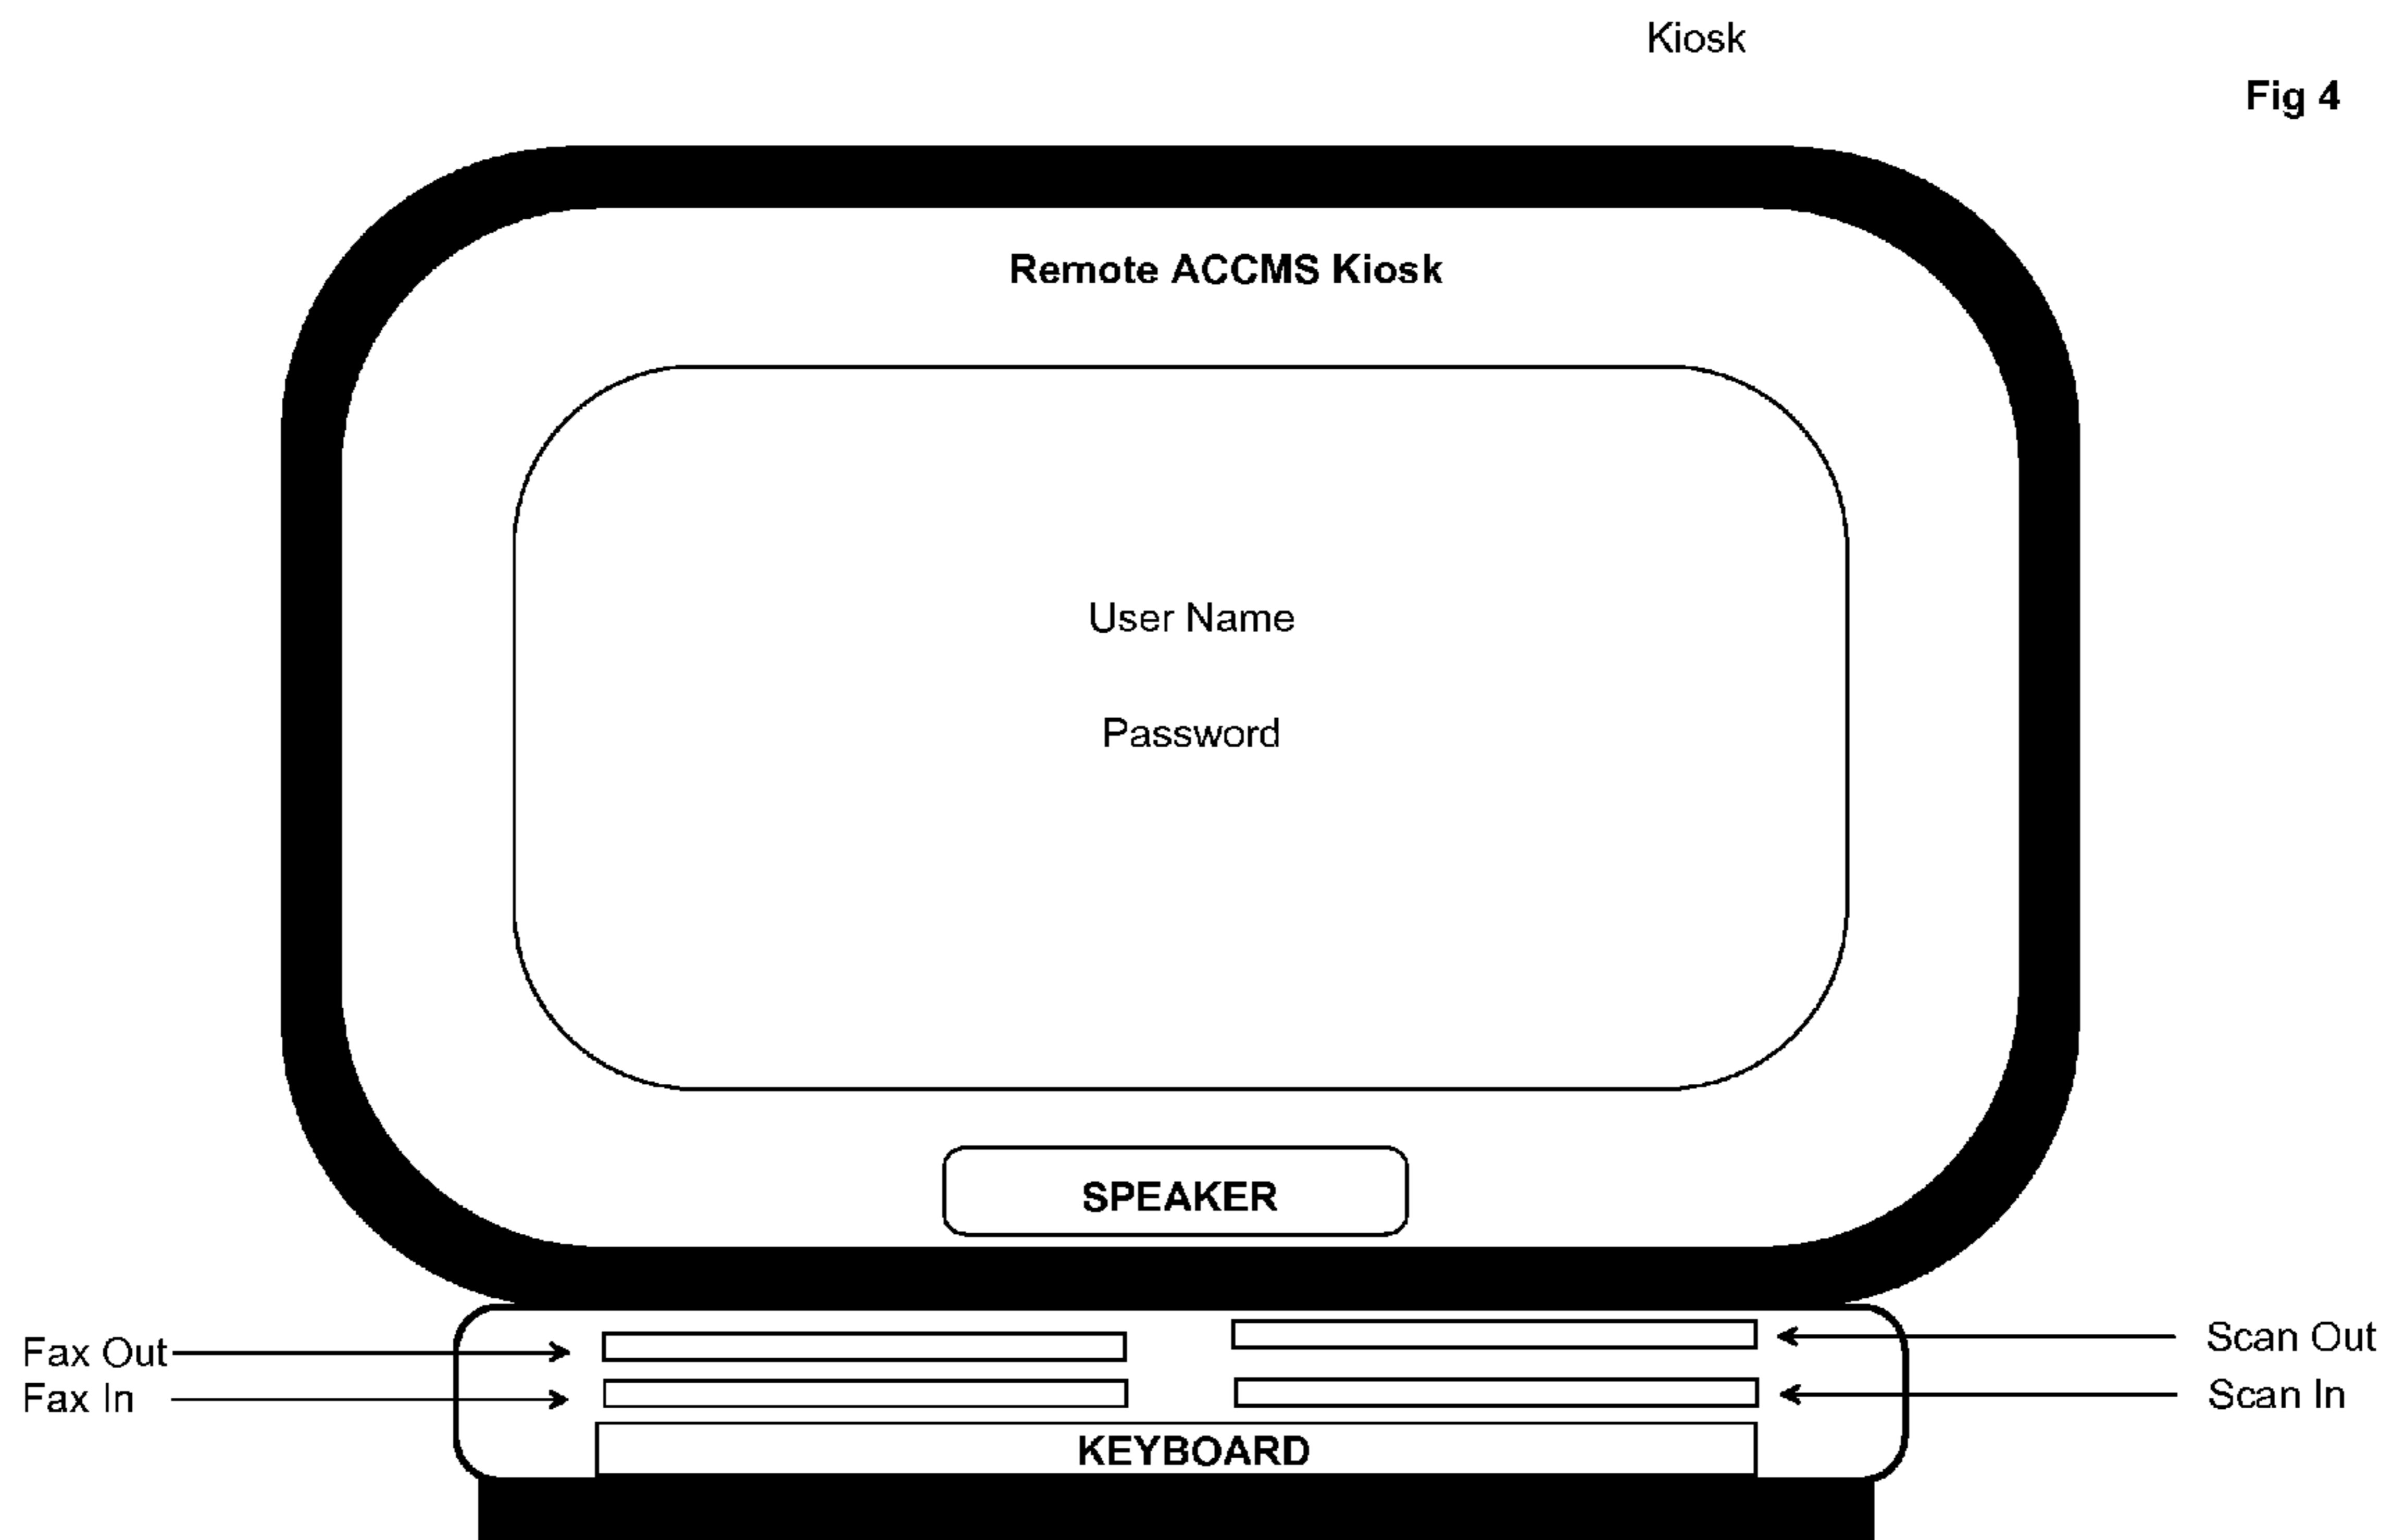 Kiosk
Fig 4
Remote ACCMS Kiosk
User Name
Password
SPEAKER
Fax Out
Scan Out
Fax In
Scan In
KEYBOARD